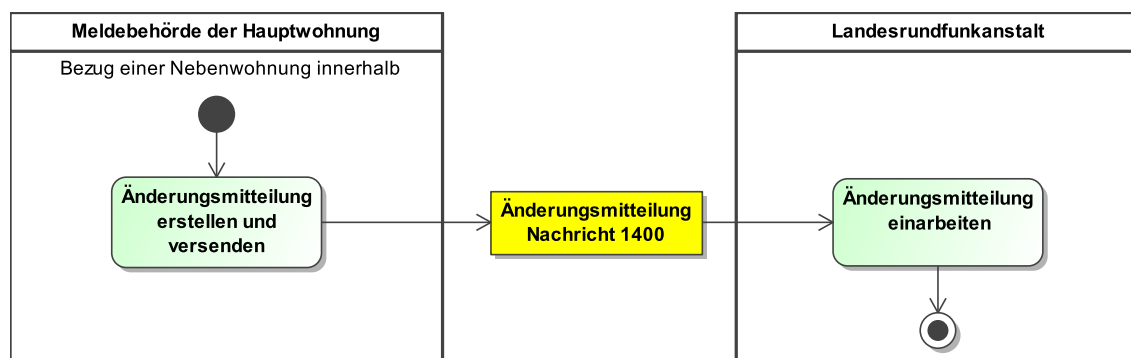 Meldebehörde der Hauptwohnung
Bezug einer Nebenwohnung innerhalb
Änderungsmitteilung
erstellen und
versenden
Änderungsmitteilung
Nachricht 1400
Landesrundfunkanstalt
Änderungsmitteilung
einarbeiten